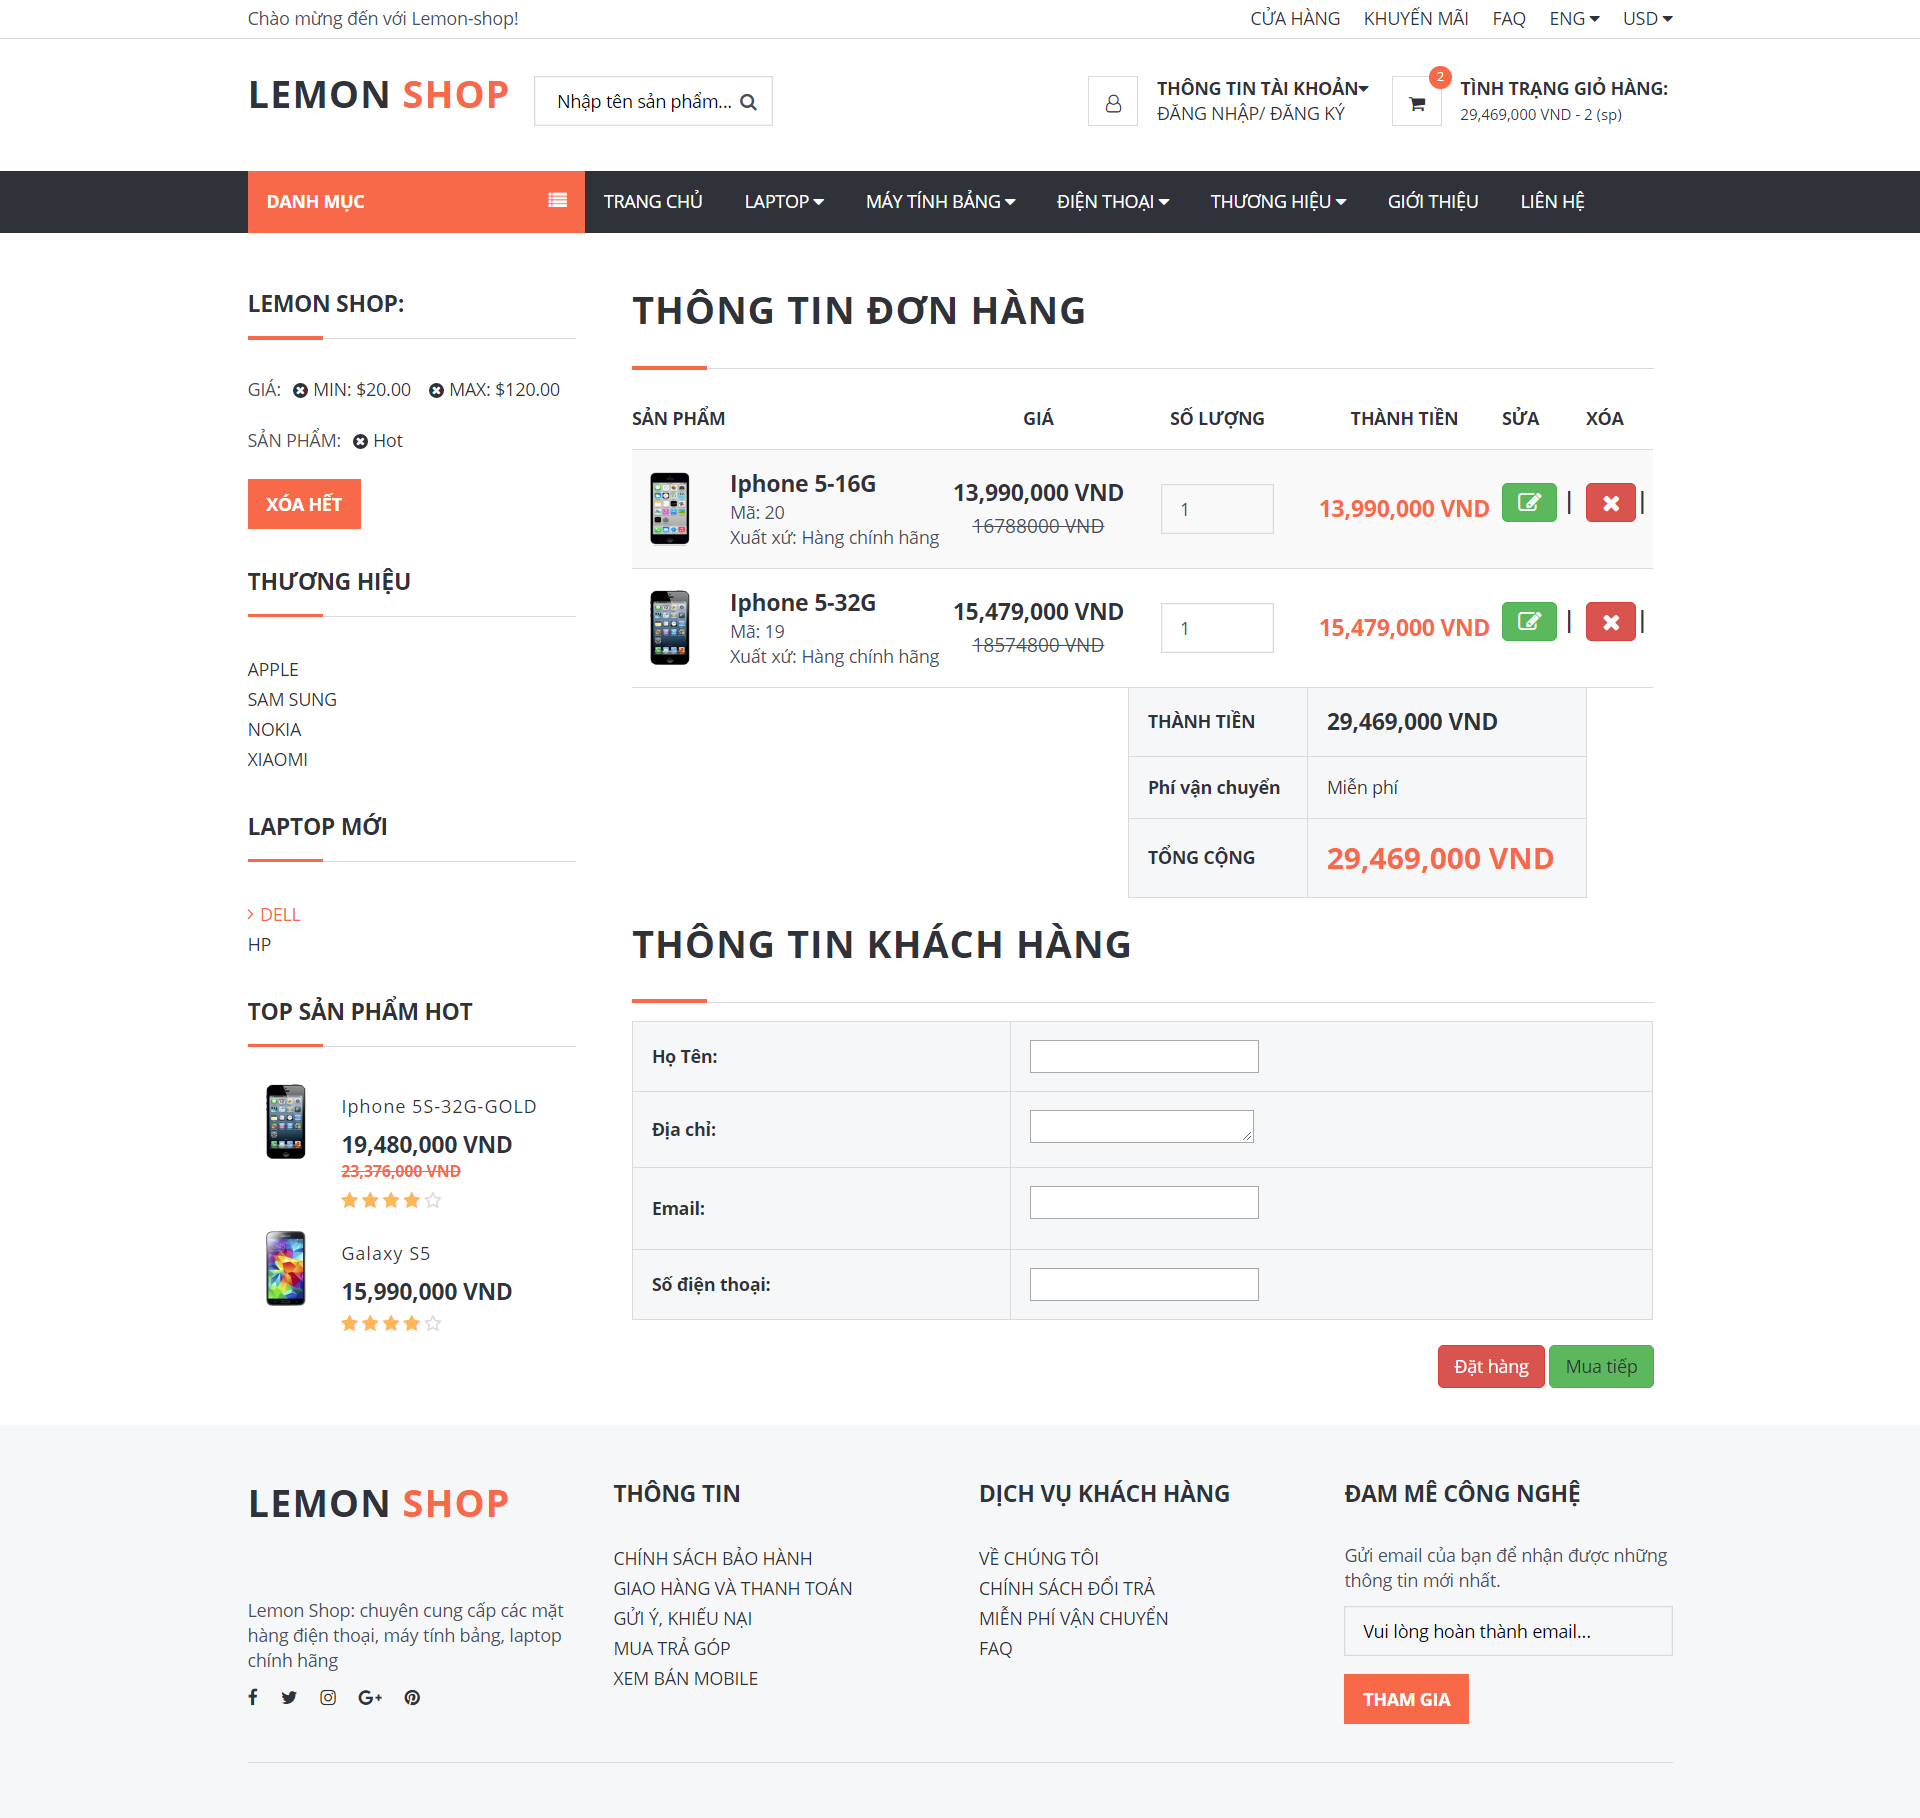 Chào mừng đến với Lemon-shop!
CỬA HÀNG KHUYẾN MÃI FAQ ENG USD
LEMON SHOP
Nhập tên sản phẩm...
THÔNG TIN TÀI KHOẢN
ĐĂNG NHẬP/ ĐĂNG KÝ
2
TÌNH TRẠNG GIỎ HÀNG:
29,469,000 VND - 2 (sp)
DANH MỤC
TRANG CHỦ LAPTOP MÁY TÍNH BẢNG ĐIỆN THOẠI THƯƠNG HIỆU GIỚI THIỆU LIÊN HỆ
LEMON SHOP:
GIÁ: MIN: $20.00 MAX: $120.00
SẢN PHẨM: Hot
XÓA HẾT
THƯƠNG HIỆU
APPLE
SAM SUNG
NOKIA
XIAOMI
LAPTOP MỚI
DELL
HP
TOP SẢN PHẨM HOT
Iphone 5S-32G-GOLD
19,480,000 VND
23,376,000 VND
Galaxy S5
15,990,000 VND
THÔNG TIN ĐƠN HÀNG
SẢN PHẨM GIÁ SỐ LƯỢNG THÀNH TIỀN SỬA XÓA
Iphone 5-16G
Mã: 20
Xuất xứ: Hàng chính hãng
13,990,000 VND
16788000 VND
1
13,990,000 VND
| |
Iphone 5-32G
Mã: 19
Xuất xứ: Hàng chính hãng
15,479,000 VND
18574800 VND
1
15,479,000 VND
| |
THÀNH TIỀN 29,469,000 VND
Phí vận chuyển Miễn phí
TỔNG CỘNG 29,469,000 VND
THÔNG TIN KHÁCH HÀNG
Họ Tên:
Địa chỉ:
Email:
Số điện thoại:
Đặt hàng Mua tiếp
LEMON SHOP
Lemon Shop: chuyên cung cấp các mặt
hàng điện thoại, máy tính bảng, laptop
chính hãng
THÔNG TIN
CHÍNH SÁCH BẢO HÀNH
GIAO HÀNG VÀ THANH TOÁN
GỬI Ý, KHIẾU NẠI
MUA TRẢ GÓP
XEM BÁN MOBILE
DỊCH VỤ KHÁCH HÀNG
VỀ CHÚNG TÔI
CHÍNH SÁCH ĐỔI TRẢ
MIỄN PHÍ VẬN CHUYỂN
FAQ
ĐAM MÊ CÔNG NGHỆ
Gửi email của bạn để nhận được những
thông tin mới nhất.
Vui lòng hoàn thành email...
THAM GIA